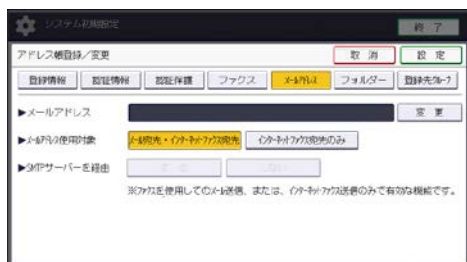 システム初期設定
終 了
アドレス帳登録/変更
取 消
設 定
登録情報
認証情報
認証保護
ファクス
メールアドレス
フォルダー
登録先グループ
▶メールアドレス
変 更
▶メールアドレス使用対象
メール宛先・インターネットファクス宛先
インターネットファクス宛先のみ
▶SMTPサーバーを経由
する
しない
※ファクスを使用してのメール送信、または、インターネットファクス送信のみで有効な機能です。